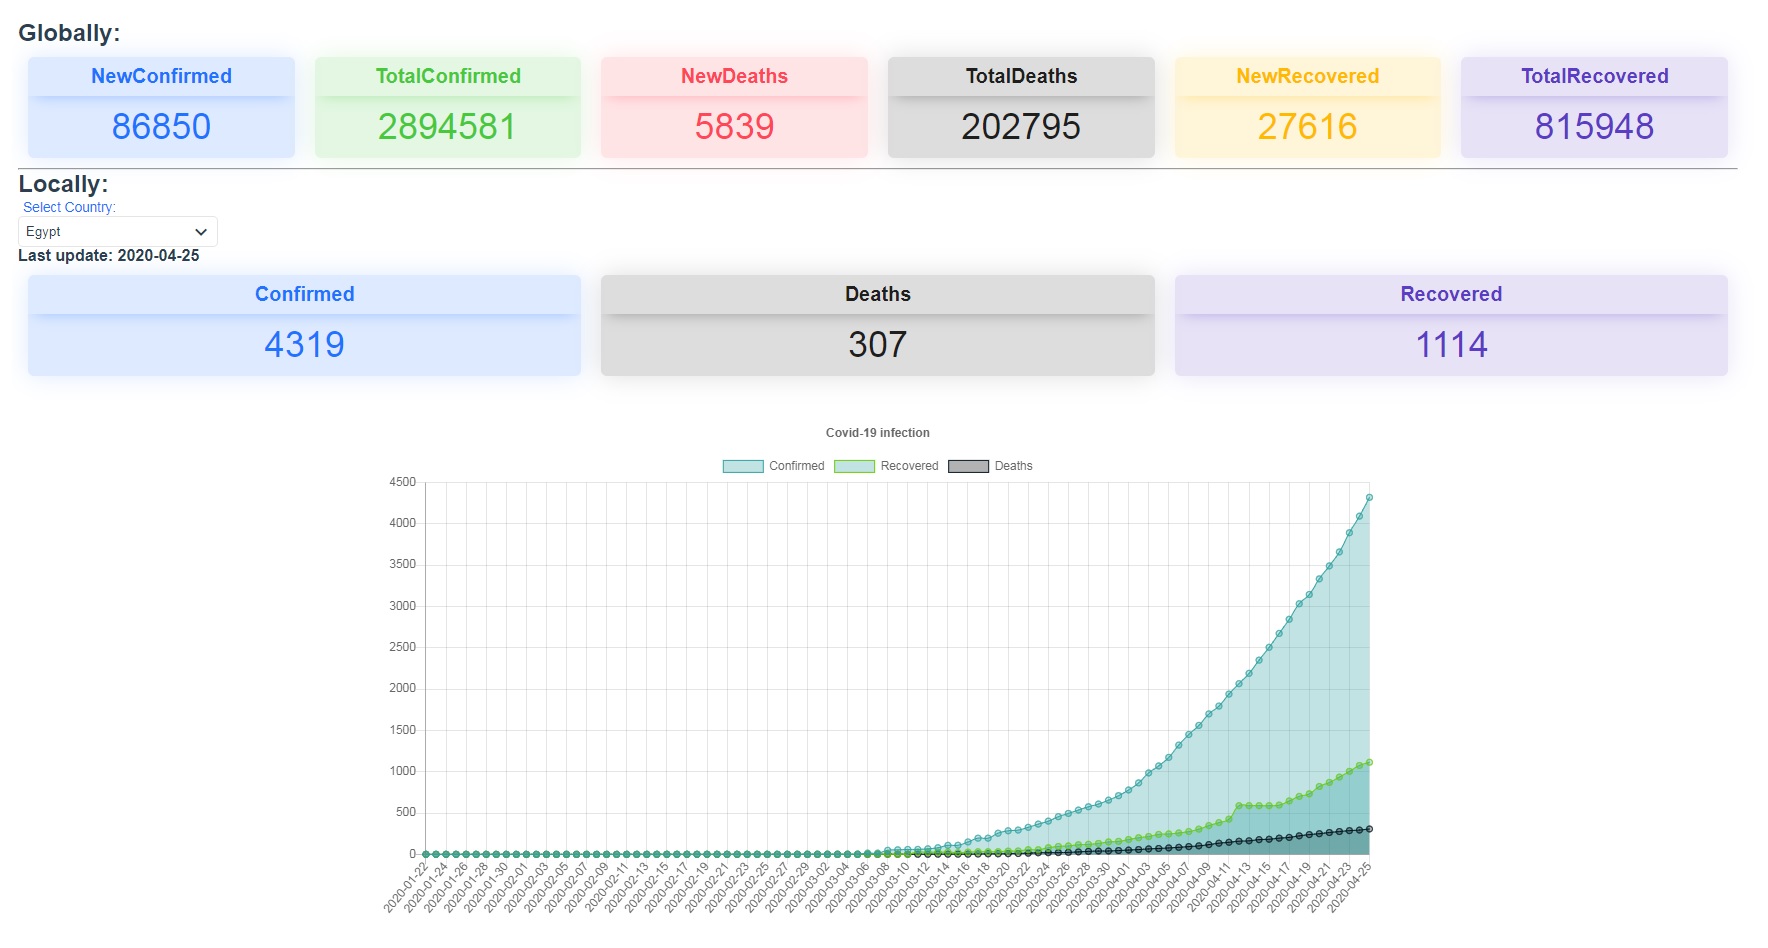 Globally:
NewConfirmed TotalConfirmed NewDeaths TotalDeaths NewRecovered TotalRecovered
86850 2894581 5839 202795 27616 815948
Locally:
Select Country:
Egypt
Last update: 2020-04-25
Confirmed Deaths Recovered
4319 307 1114
Covid-19 infection
Confirmed Recovered Deaths
4500
4000
3500
3000
2500
2000
1500
1000
500
0
2020-01-22 2020-01-24 2020-01-26 2020-01-28 2020-01-30 2020-02-01 2020-02-03 2020-02-05 2020-02-07 2020-02-09 2020-02-11 2020-02-13 2020-02-15 2020-02-17 2020-02-19 2020-02-21 2020-02-23 2020-02-25 2020-02-27 2020-02-29 2020-03-02 2020-03-04 2020-03-06 2020-03-08 2020-03-10 2020-03-12 2020-03-14 2020-03-16 2020-03-18 2020-03-20 2020-03-22 2020-03-24 2020-03-26 2020-03-28 2020-03-30 2020-04-01 2020-04-03 2020-04-05 2020-04-07 2020-04-09 2020-04-11 2020-04-13 2020-04-15 2020-04-17 2020-04-19 2020-04-21 2020-04-23 2020-04-25